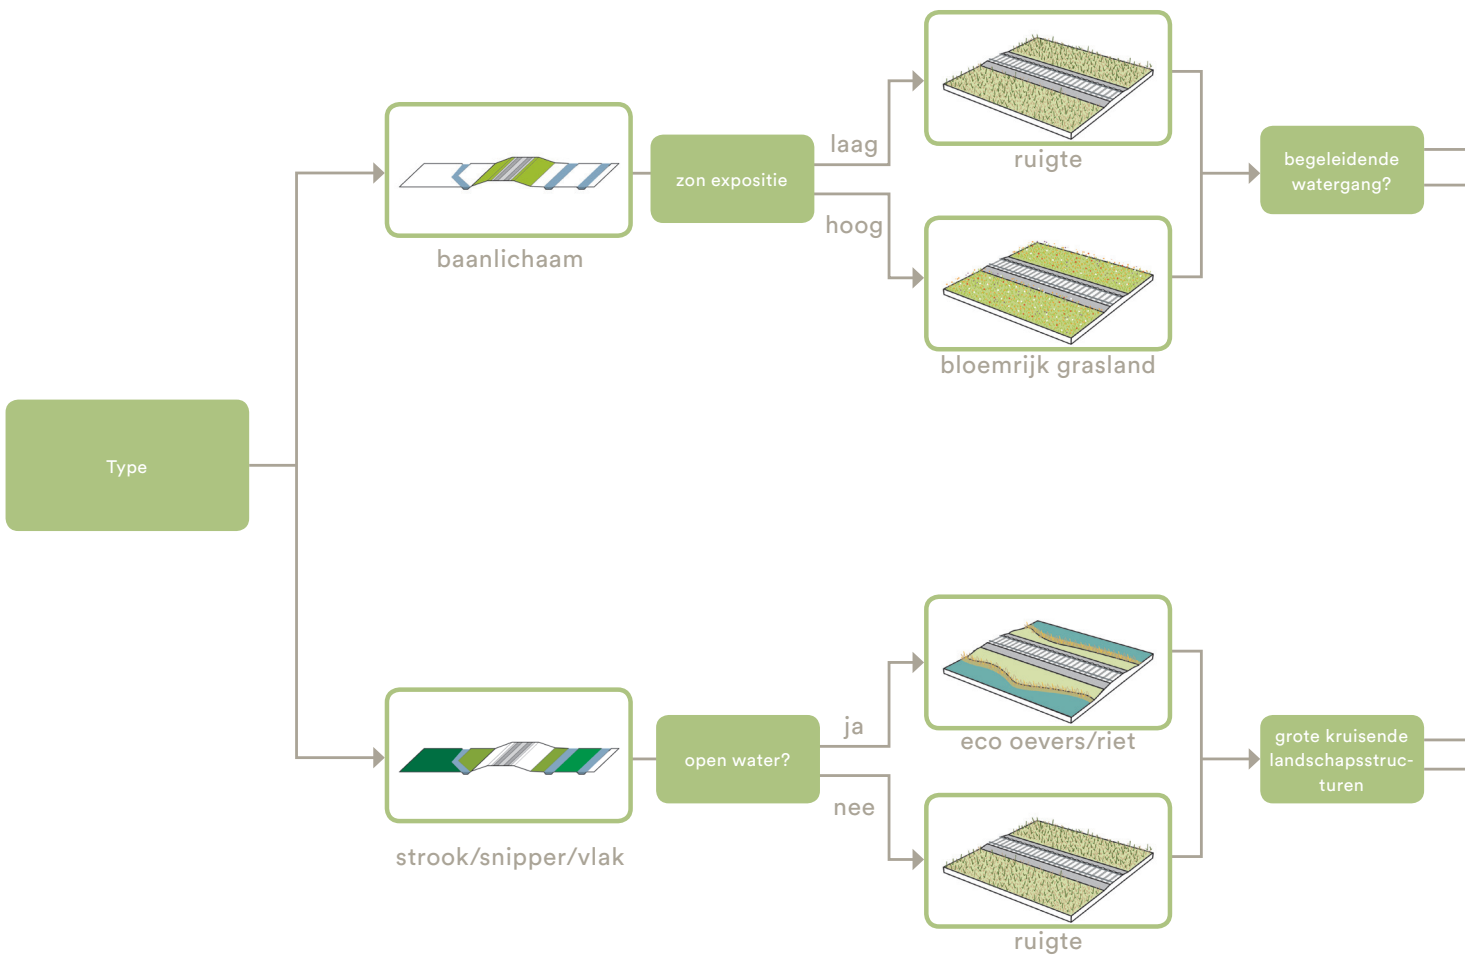 Type
baanlichaam
zon expositie
laag
hoog
ruigte
bloemrijk grasland
begeleidende
watergang?
strook/snipper/vlak
open water?
ja
nee
eco oevers/riet
ruigte
grote kruisende
landschapsstruc-
turen